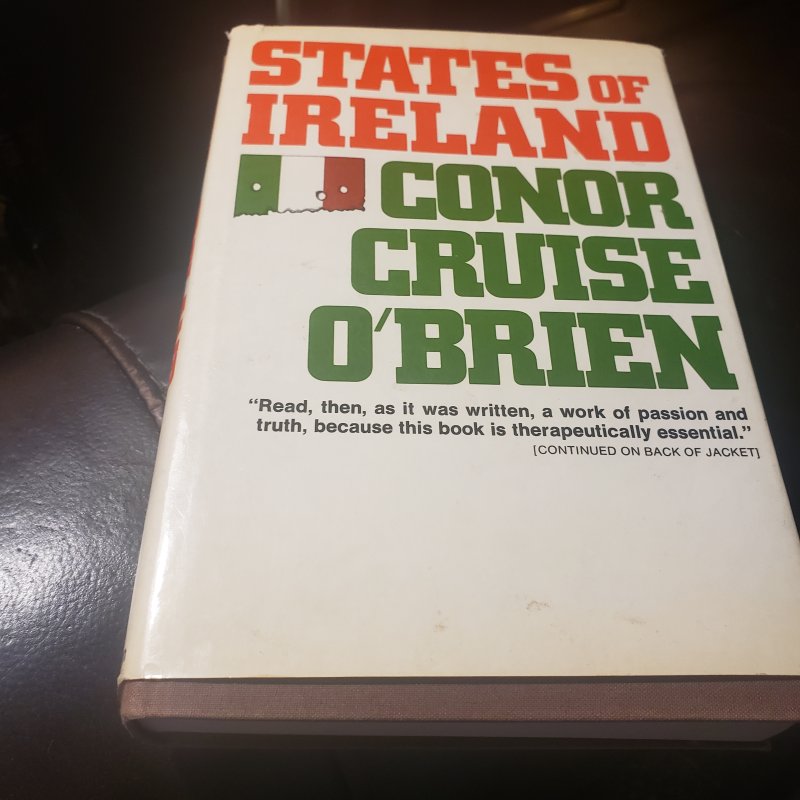 STATES OF
IRELAND
CONOR
CRUISE
O'BRIEN
“Read, then, as it was written, a work of passion and
truth, because this book is therapeutically essential.”
[CONTINUED ON BACK OF JACKET]